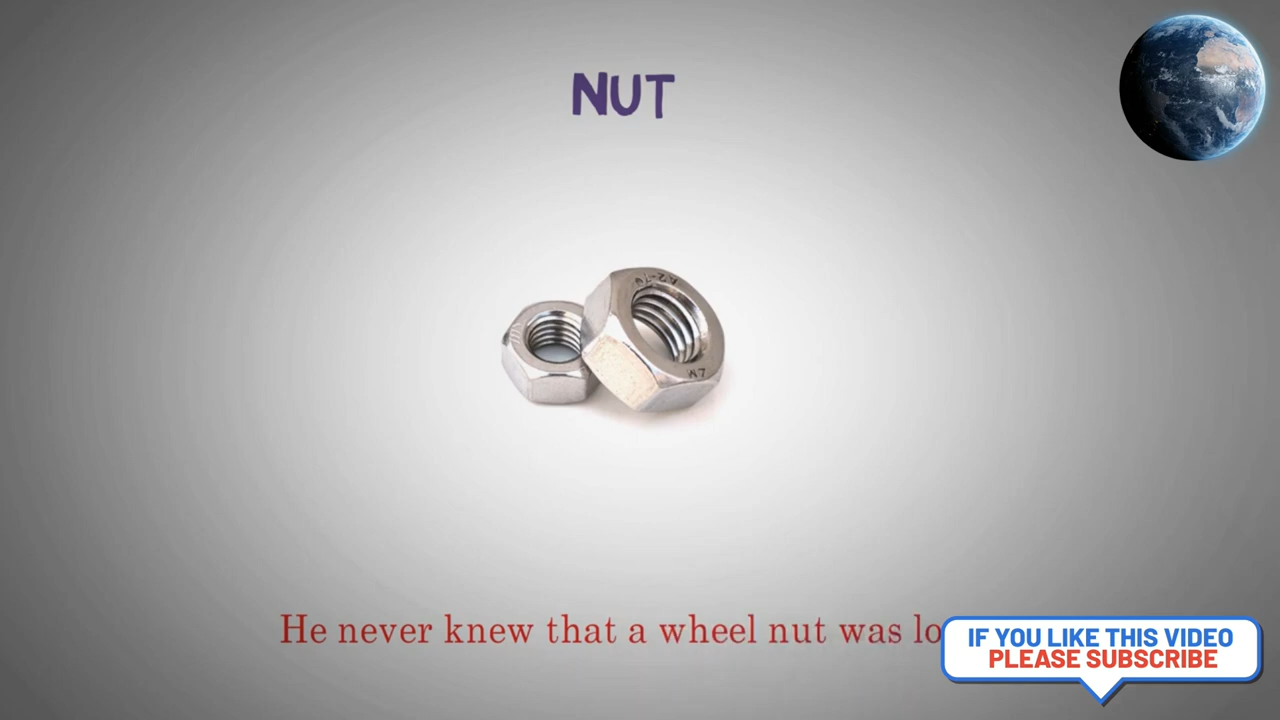 NUT
He never knew that a wheel nut was
IF YOU LIKE THIS VIDEO
PLEASE SUBSCRIBE